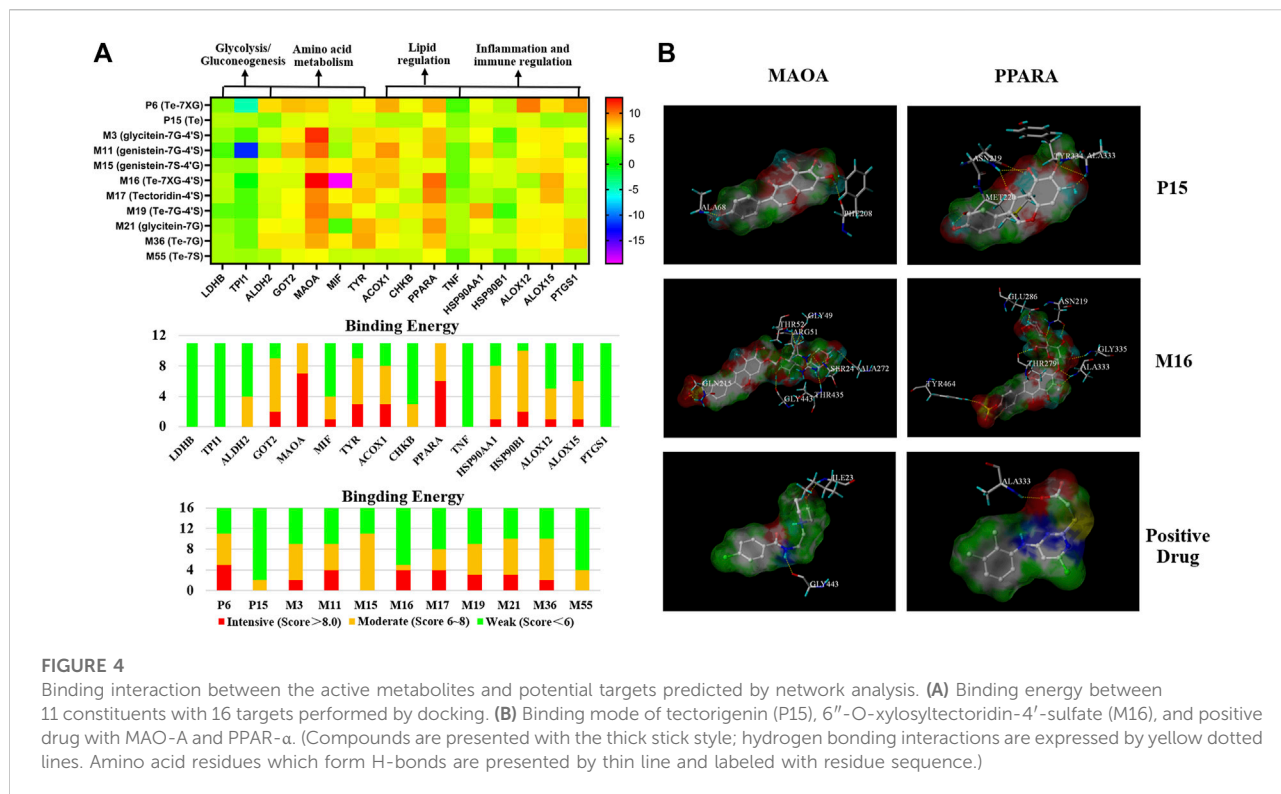 A
Glycolysis/
Gluconeogenesis
Amino acid
metabolism
Lipid
regulation
Inflammation and
immune regulation
P6 (Te-7XG)
P15 (Te)
M3 (glycitein-7G-4'S)
M11 (genistein-7G-4'S)
M15 (genistein-7S-4'G)
M16 (Te-7XG-4'S)
M17 (Tectoridin-4'S)
M19 (Te-7G-4'S)
M21 (glycitein-7G)
M36 (Te-7G)
M55 (Te-7S)
10
5
0
-5
-10
-15
LDHB TPI1 ALDH2 GOT2 MAOA MIF TYR ACOX1 CHKB PPARA TNF HSP90AA1 HSP90B1 ALOX12 ALOX15 PTGS1
Binding Energy
12
8
4
0
LDHB TPI1 ALDH2 GOT2 MAOA MIF TYR ACOX1 CHKB PPARA TNF HSP90AA1 HSP90B1 ALOX12 ALOX15 PTGS1
Bingding Energy
16
12
8
4
0
P6 P15 M3 M11 M15 M16 M17 M19 M21 M36 M55
Intensive (Score>8.0) Moderate (Score 6~8) Weak (Score<6)
B
MAOA PPARA
ALA68 PHE208
ASN219 TYR334 ALA333
P15
THR52 GLY49
ARG51
SER24 ALA272
GLN215
GLY443 THR435
GLU286 ASN219
GLY335
THR279 ALA333
TYR464
M16
ILE23
GLY443
ALA333
Positive
Drug
FIGURE 4
Binding interaction between the active metabolites and potential targets predicted by network analysis. (A) Binding energy between
11 constituents with 16 targets performed by docking. (B) Binding mode of tectorigenin (P15), 6″-O-xylosyltectoridin-4′-sulfate (M16), and positive
drug with MAO-A and PPAR-α. (Compounds are presented with the thick stick style; hydrogen bonding interactions are expressed by yellow dotted
lines. Amino acid residues which form H-bonds are presented by thin line and labeled with residue sequence.)